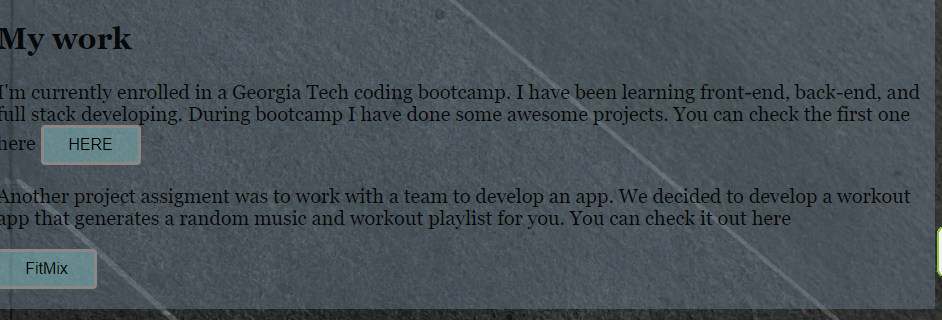 My work
I'm currently enrolled in a Georgia Tech coding bootcamp. I have been learning front-end, back-end, and
full stack developing. During bootcamp I have done some awesome projects. You can check the first one
here HERE
Another project assigment was to work with a team to develop an app. We decided to develop a workout
app that generates a random music and workout playlist for you. You can check it out here
FitMix